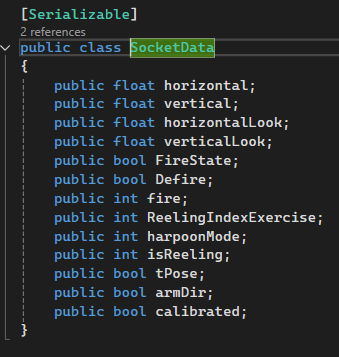 [Serializable]
2 references
public class SocketData
{
public float horizontal;
public float vertical;
public float horizontalLook;
public float verticalLook;
public bool FireState;
public bool Defire;
public int fire;
public int ReelingIndexExercise;
public int harpoonMode;
public int isReeling;
public bool tPose;
public bool armDir;
public bool calibrated;
}